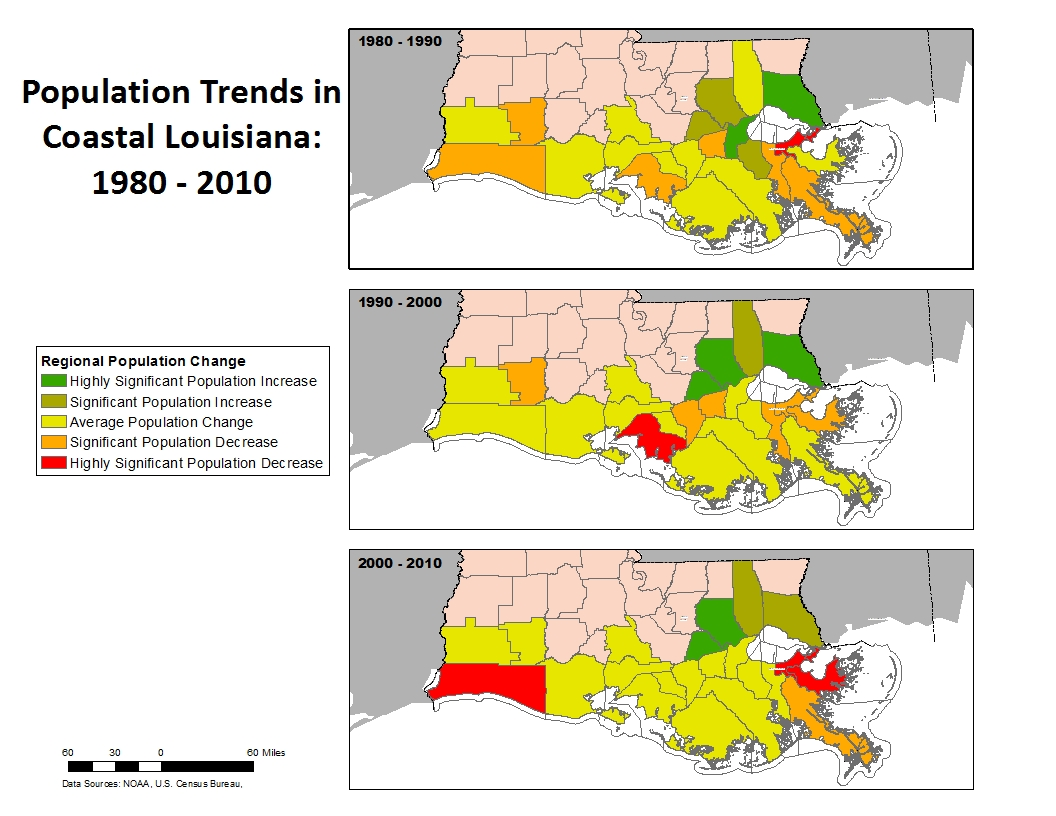 Population Trends in
Coastal Louisiana:
1980 - 2010
1980 - 1990
1990 - 2000
Regional Population Change
Highly Significant Population Increase
Significant Population Increase
Average Population Change
Significant Population Decrease
Highly Significant Population Decrease
2000 - 2010
60 30 0 60 Miles
Data Sources: NOAA, U.S. Census Bureau,